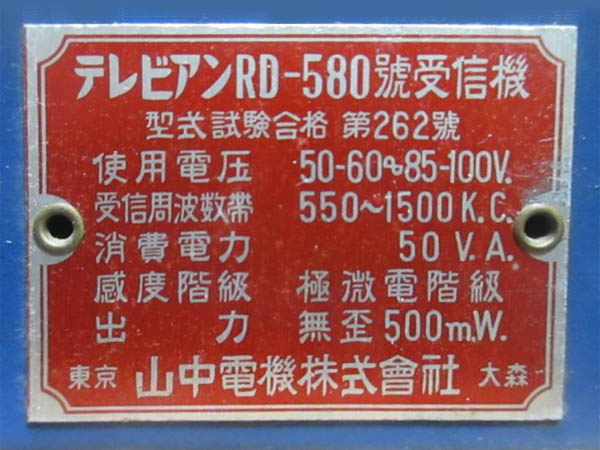 テレビアンRD-580號受信機
型式試驗合格 第262號
使用電圧 50-60∿85-100V.
受信周波数帶 550~1500K.C.
消費電力 50V.A.
感度階級 極微電階級
出力 無歪500mW.
東京 山中電機株式會社 大森